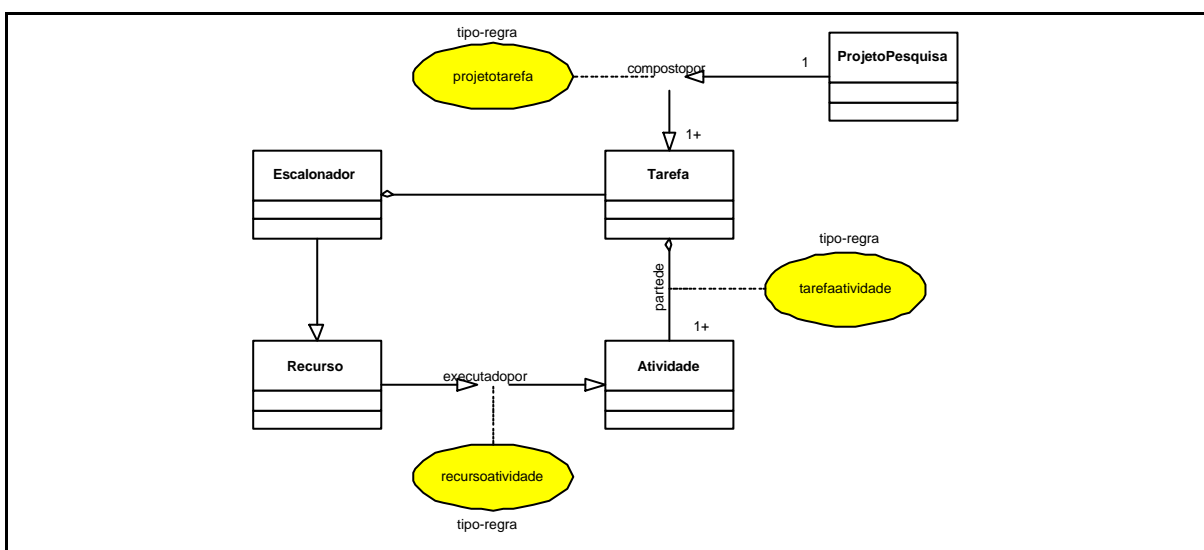 tipo-regra
projetotarefa
compostopor
1
ProjetoPesquisa
1+
Escalonador
Tarefa
tipo-regra
tarefaatividade
partede
1+
Recurso
executadopor
Atividade
recursoatividade
tipo-regra